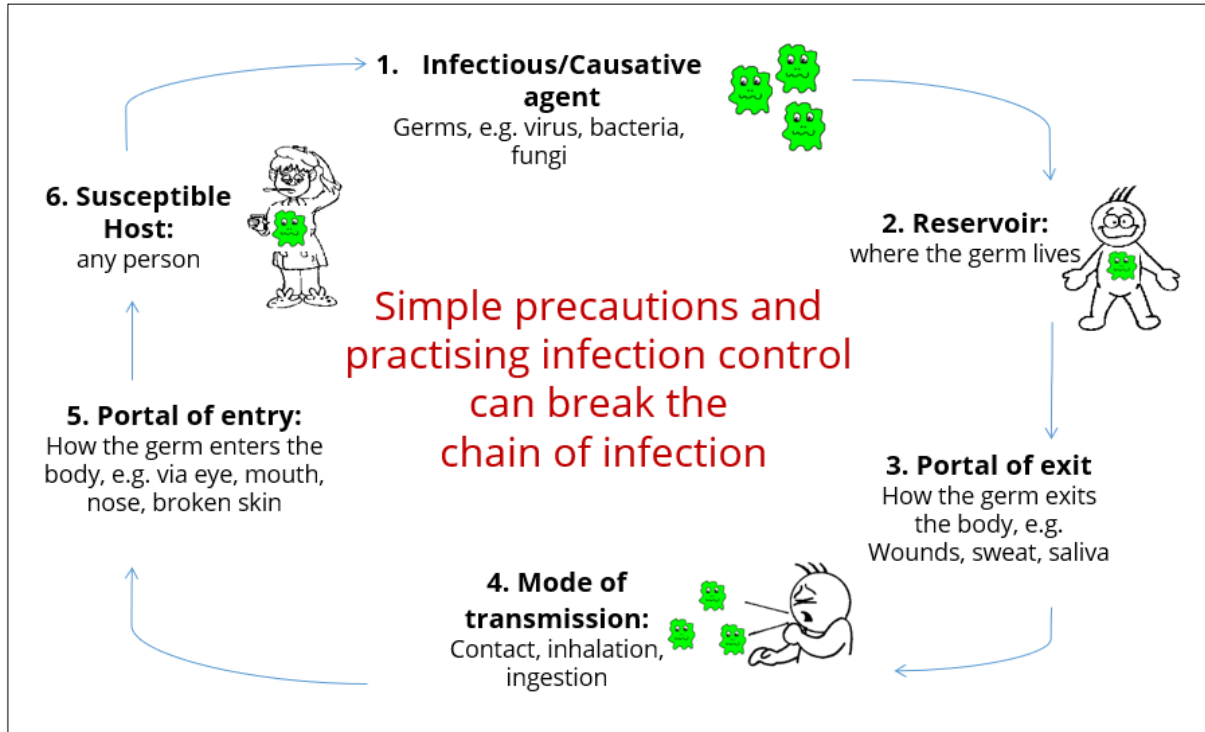 1. Infectious/Causative
agent
Germs, e.g. virus, bacteria,
fungi
2. Reservoir:
where the germ lives
3. Portal of exit
How the germ exits
the body, e.g.
Wounds, sweat, saliva
4. Mode of
transmission:
Contact, inhalation,
ingestion
5. Portal of entry:
How the germ enters the
body, e.g. via eye, mouth,
nose, broken skin
6. Susceptible
Host:
any person
Simple precautions and
practising infection control
can break the
chain of infection